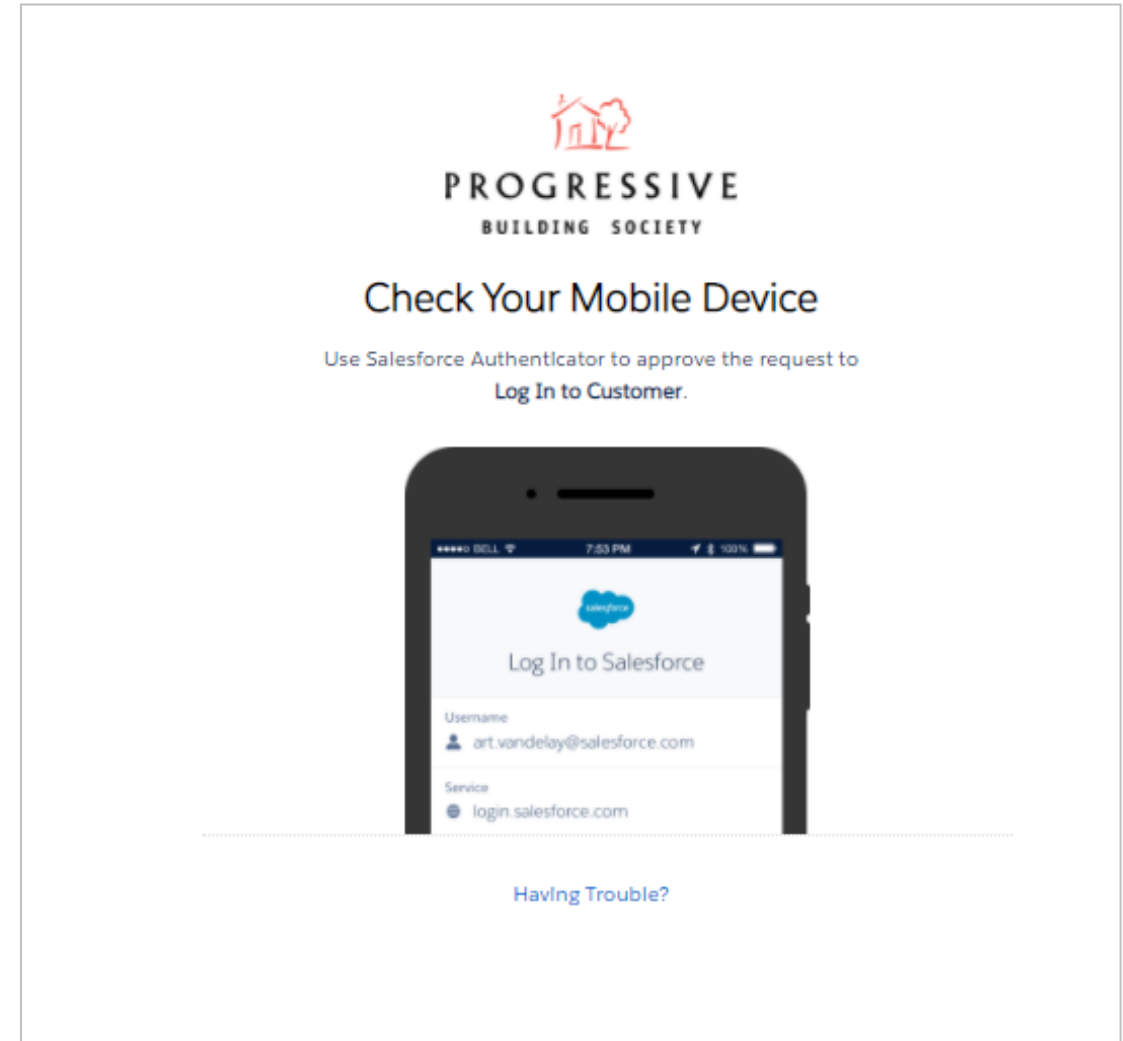 PROGRESSIVE
BUILDING SOCIETY
Check Your Mobile Device
Use Salesforce Authenticator to approve the request to
Log In to Customer.
BELL 7:53 PM 100%
salesforce
Log In to Salesforce
Username
art.vandelay@salesforce.com
Service
login.salesforce.com
Having Trouble?